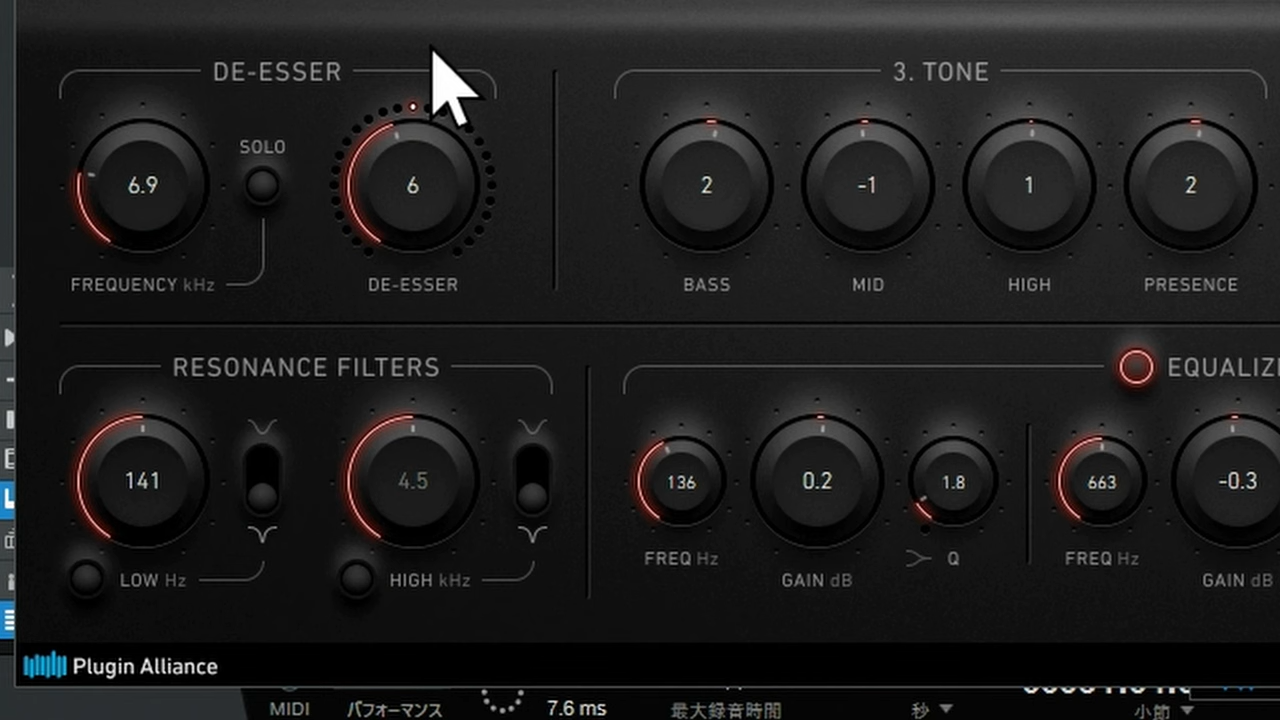 DE-ESSER
3. TONE
SOLO
6.9
6
2
-1
1
2
FREQUENCY kHz
DE-ESSER
BASS
MID
HIGH
PRESENCE
RESONANCE FILTERS
EQUALIZ
141
4.5
136
0.2
1.8
663
-0.3
FREQ Hz
Q
FREQ Hz
LOW Hz
HIGH kHz
GAIN dB
GAIN dB
Plugin Alliance
MIDI
パフォーマンス
7.6 ms
最大録音時間
秒
小節